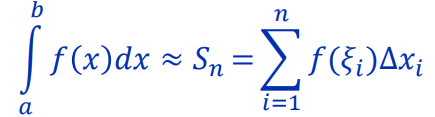 ∫_a^b f(x)dx ≈ S_n = ∑_{i=1}^n f(ξ_i)Δx_i